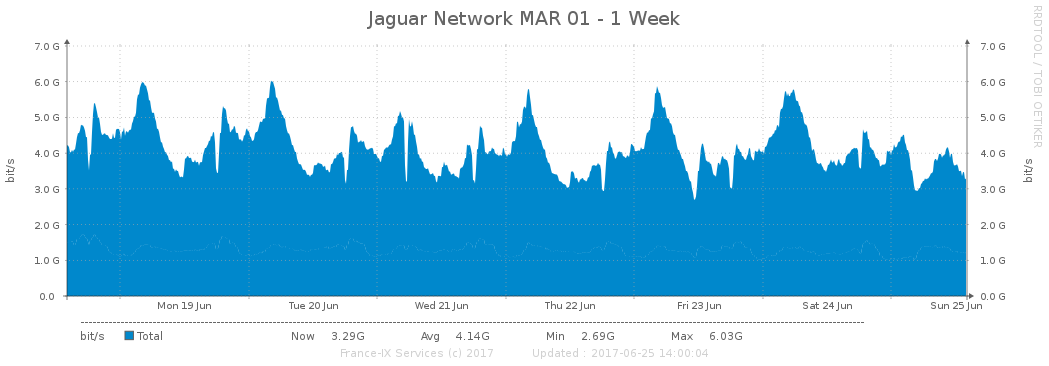 Jaguar Network MAR 01 - 1 Week
RRDTOOL / TOBI OETIKER
7.0 G 7.0 G
6.0 G 6.0 G
5.0 G 5.0 G
4.0 G 4.0 G
3.0 G 3.0 G
2.0 G 2.0 G
1.0 G 1.0 G
0.0 0.0 G
bit/s
bit/s
Mon 19 Jun Tue 20 Jun Wed 21 Jun Thu 22 Jun Fri 23 Jun Sat 24 Jun Sun 25 Jun
bit/s Total Now 3.29G Avg 4.14G Min 2.69G Max 6.03G
France-IX Services (c) 2017 Updated : 2017-06-25 14:00:04